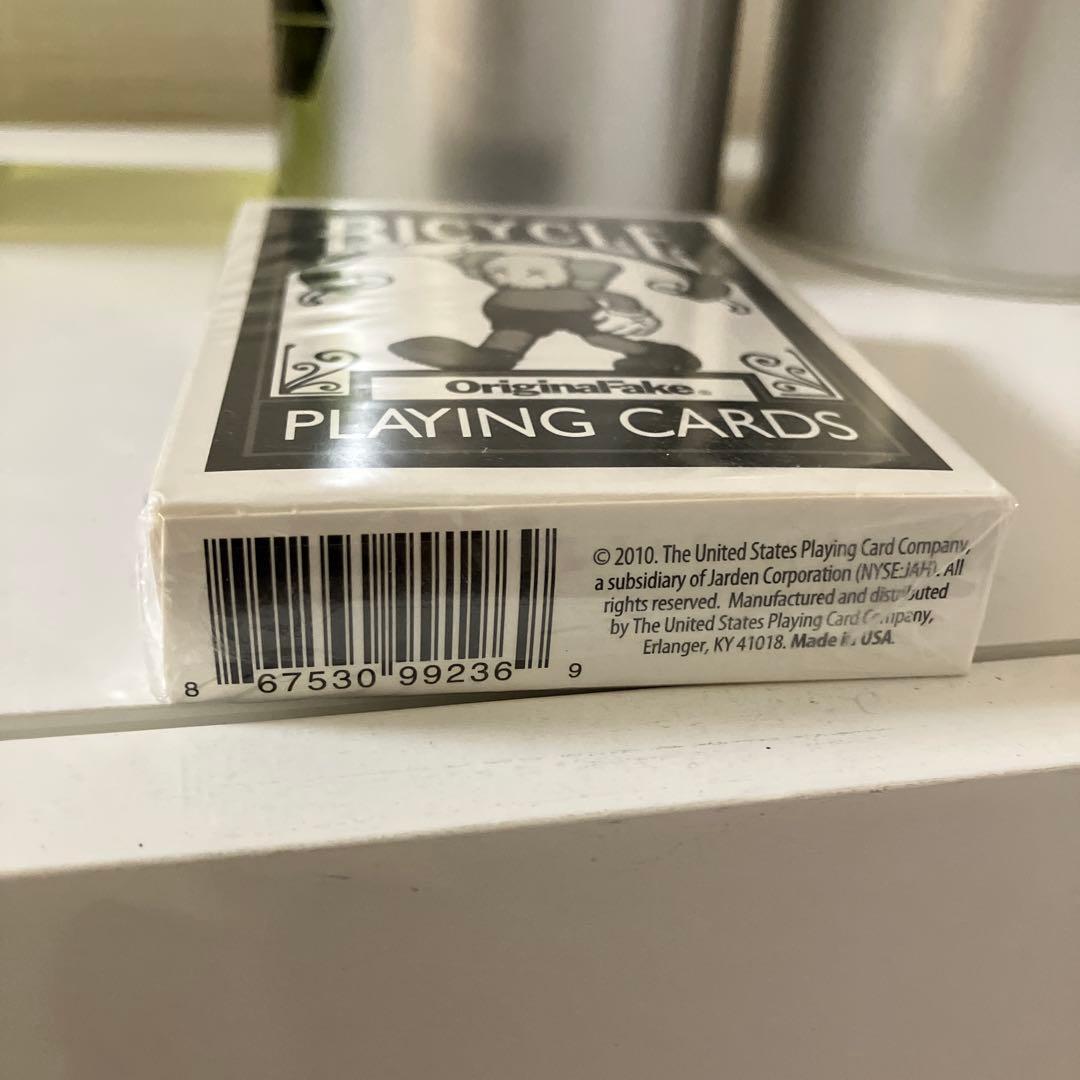 BICYCLE
OriginalFake®
PLAYING CARDS
© 2010. The United States Playing Card Company,
a subsidiary of Jarden Corporation (NYSE:JAH). All
rights reserved. Manufactured and distributed
by The United States Playing Card Company,
Erlanger, KY 41018. Made in USA.
8 67530 99236 9